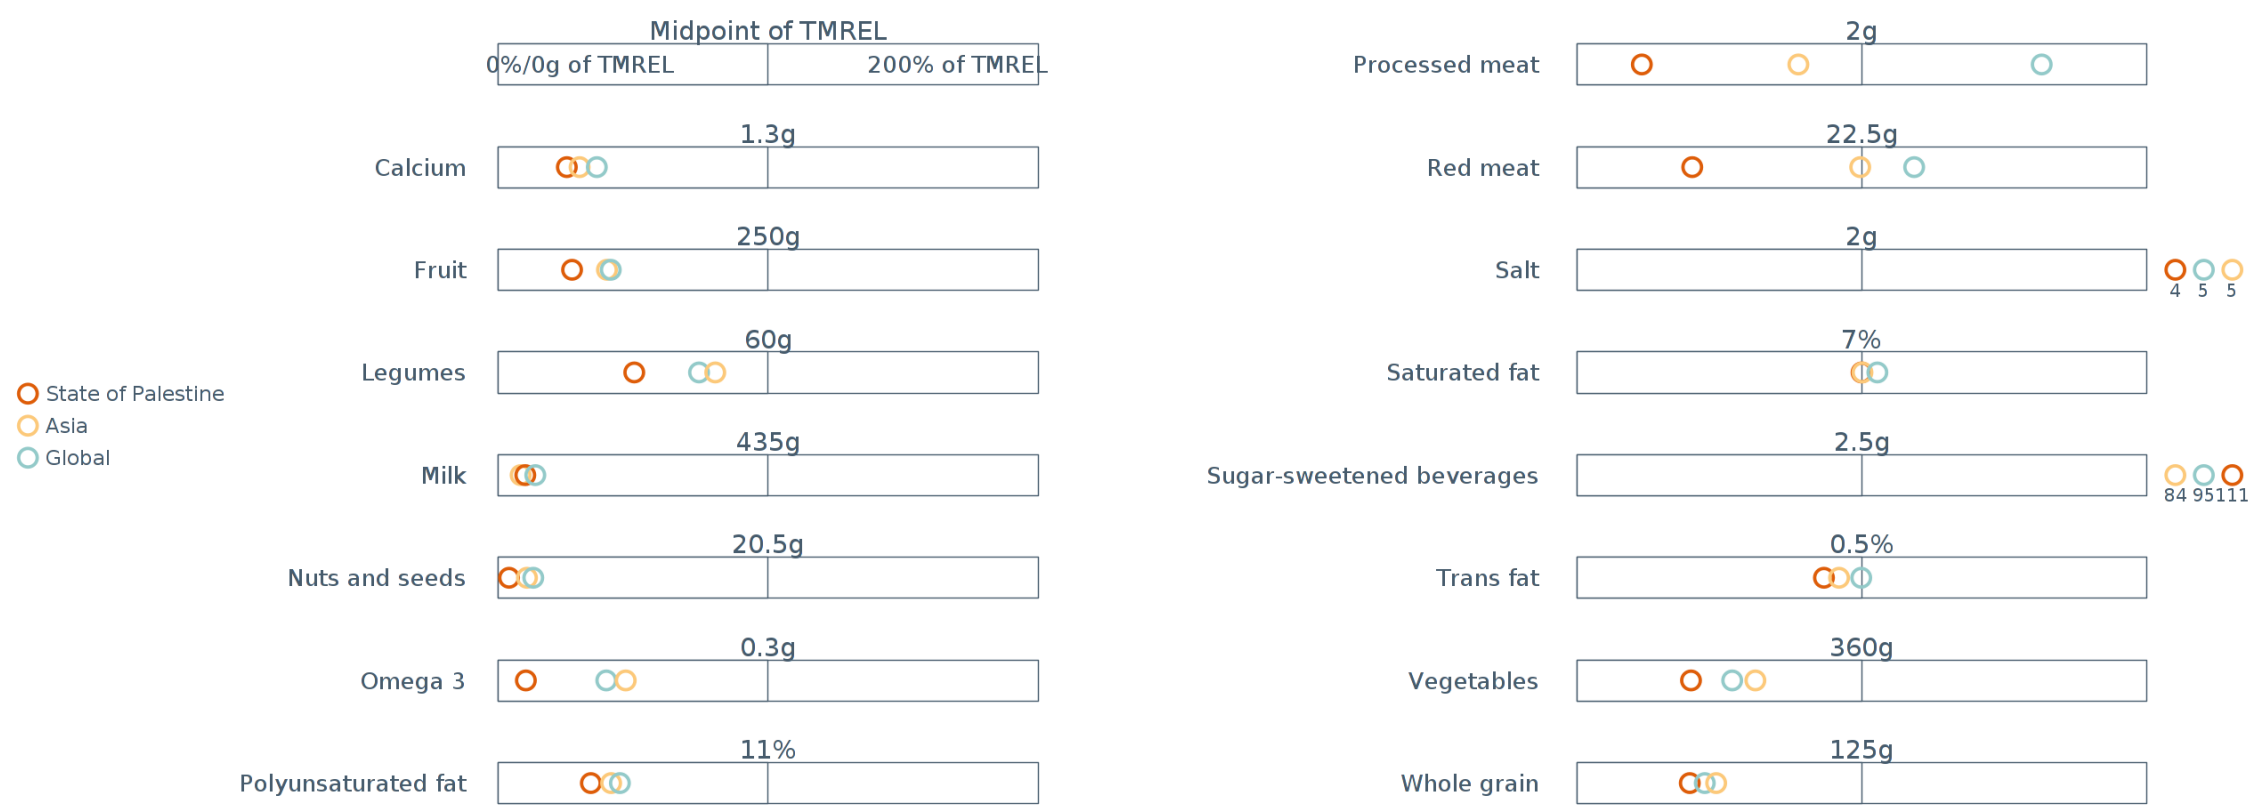 Midpoint of TMREL
0%/0g of TMREL
200% of TMREL
1.3g
Calcium
250g
Fruit
60g
Legumes
435g
Milk
20.5g
Nuts and seeds
0.3g
Omega 3
11%
Polyunsaturated fat
State of Palestine
Asia
Global
2g
Processed meat
22.5g
Red meat
2g
Salt
4 5 5
7%
Saturated fat
2.5g
Sugar-sweetened beverages
84 95 111
0.5%
Trans fat
360g
Vegetables
125g
Whole grain